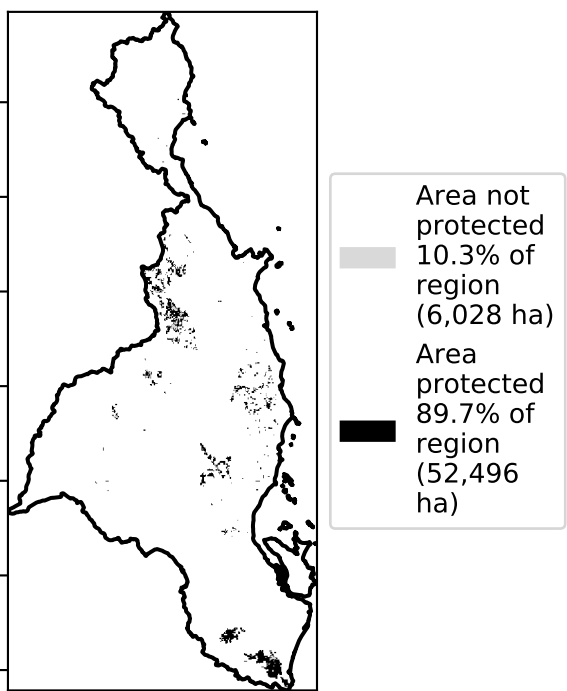 Area not
protected
10.3% of
region
(6,028 ha)
Area
protected
89.7% of
region
(52,496
ha)